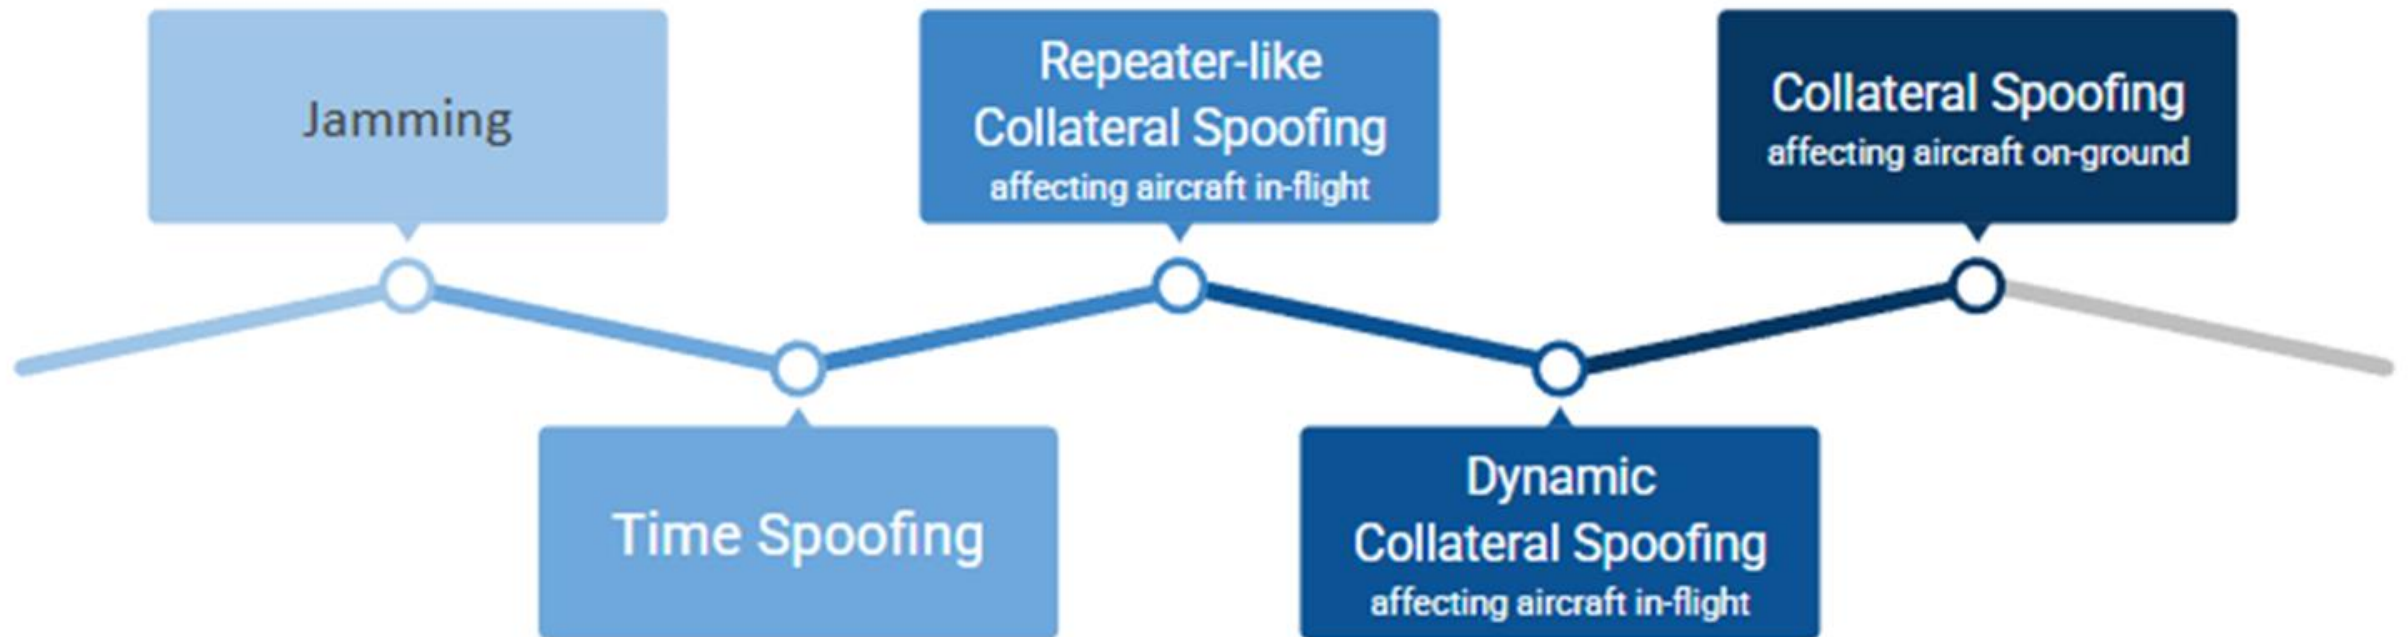 Jamming
Time Spoofing
Repeater-like
Collateral Spoofing
affecting aircraft in-flight
Dynamic
Collateral Spoofing
affecting aircraft in-flight
Collateral Spoofing
affecting aircraft on-ground